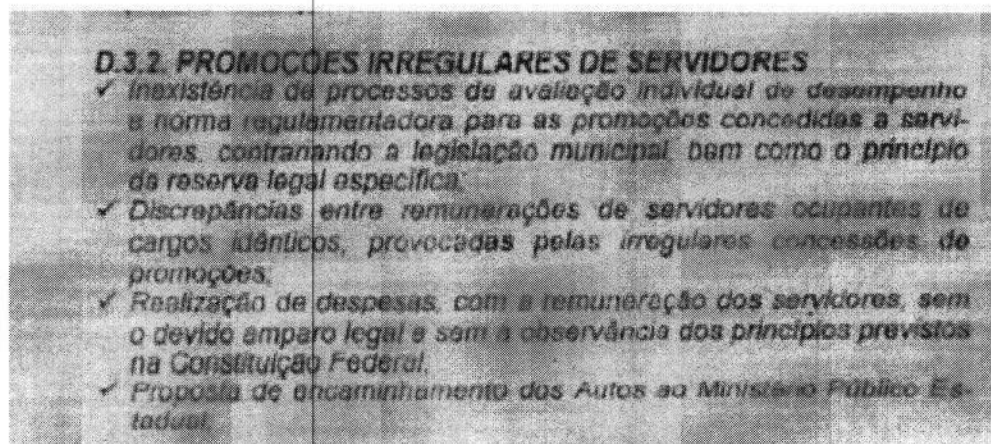 D.3.2. PROMOÇÕES IRREGULARES DE SERVIDORES
✓ Inexistência de processos de avaliação individual de desempenho
e norma regulamentadora para as promoções concedidas a servi-
dores, contrariando a legislação municipal, bem como o princípio
da reserva legal específica;
✓ Discrepâncias entre remunerações de servidores ocupantes de
cargos idênticos, provocadas pelas irregulares concessões de
promoções;
✓ Realização de despesas, com a remuneração dos servidores, sem
o devido amparo legal e sem a observância dos princípios previstos
na Constituição Federal.
✓ Proposta de encaminhamento dos Autos ao Ministério Público Es-
tadual.